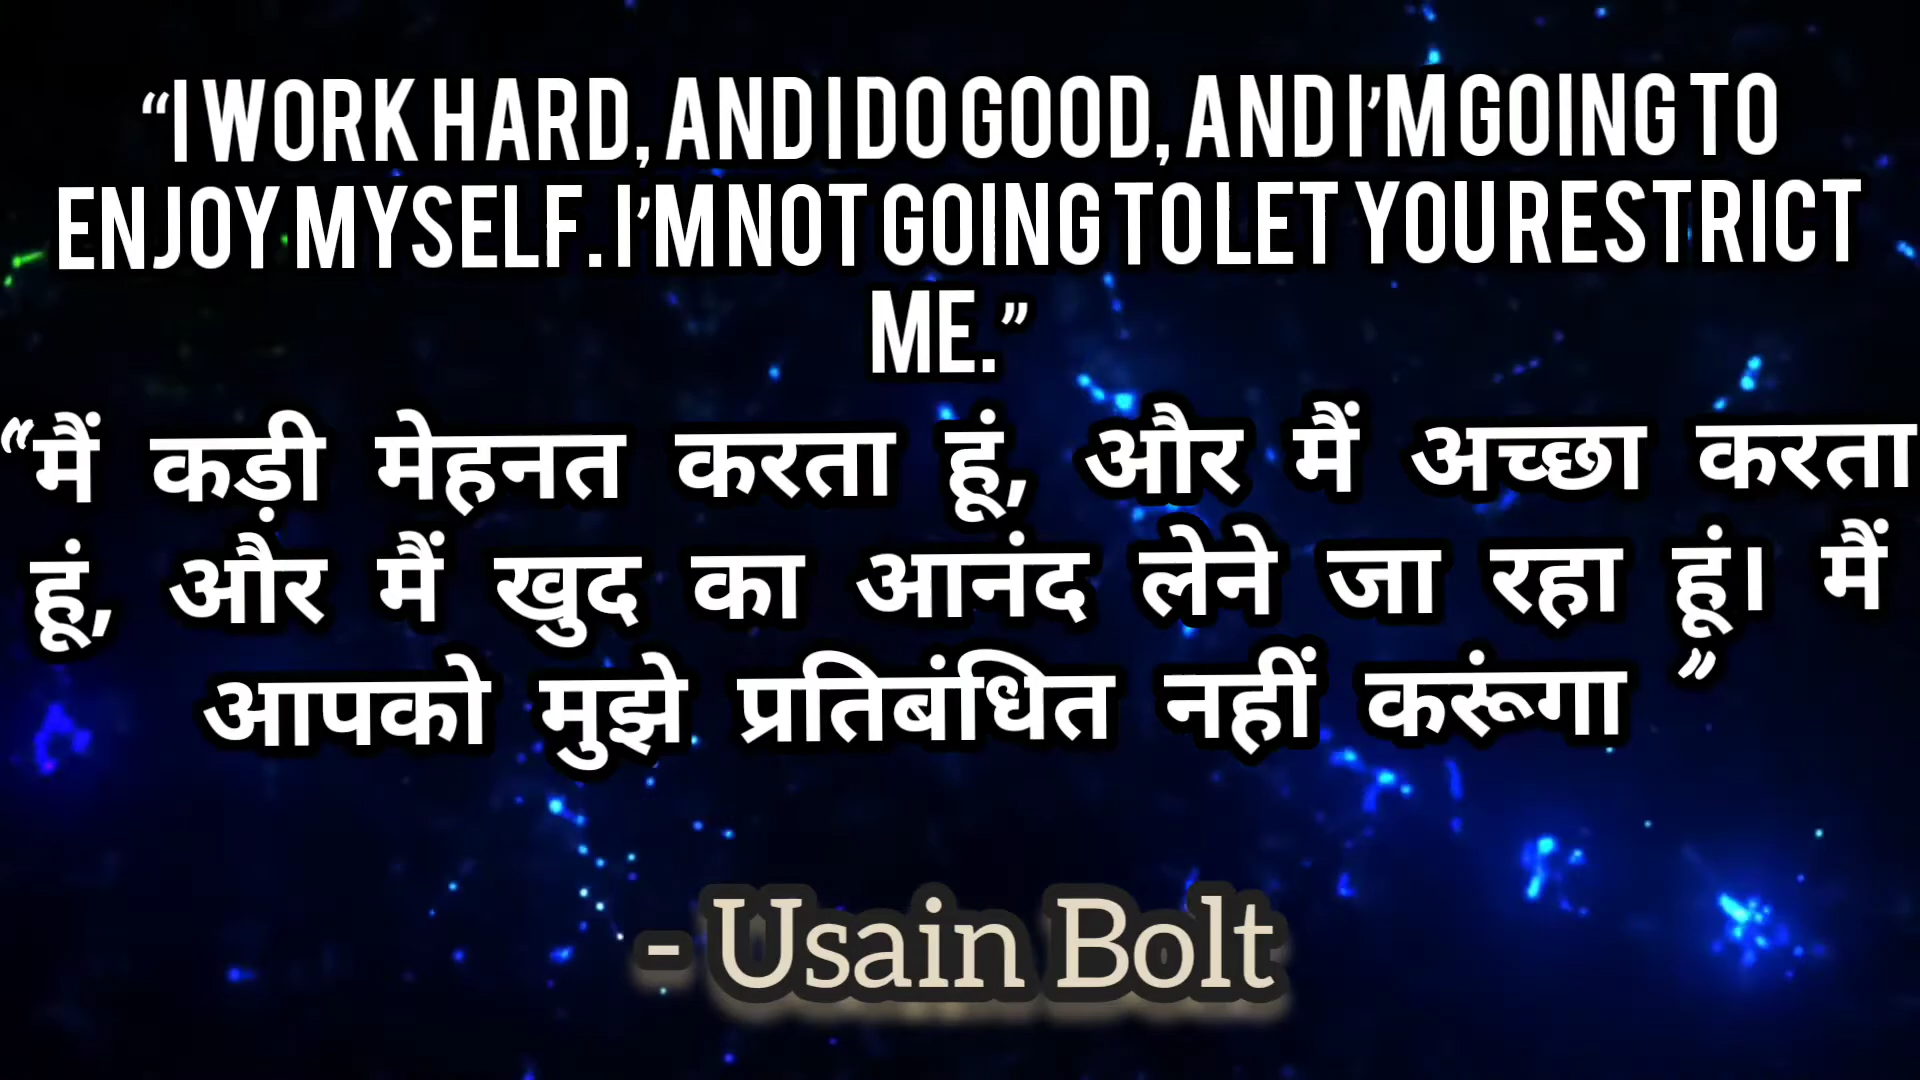 “I WORK HARD, AND I DO GOOD, AND I’M GOING TO
ENJOY MYSELF. I’M NOT GOING TO LET YOU RESTRICT
ME.”
“मैं कड़ी मेहनत करता हूं, और मैं अच्छा करता
हूं, और मैं खुद का आनंद लेने जा रहा हूं। मैं
आपको मुझे प्रतिबंधित नहीं करूंगा ”
- Usain Bolt